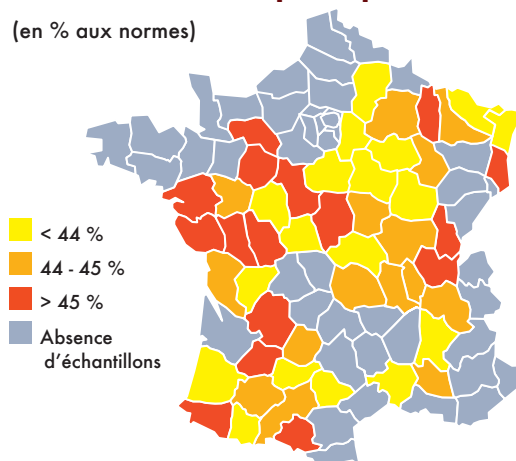 (en % aux normes)
< 44 %
44 - 45 %
> 45 %
Absence
d'échantillons